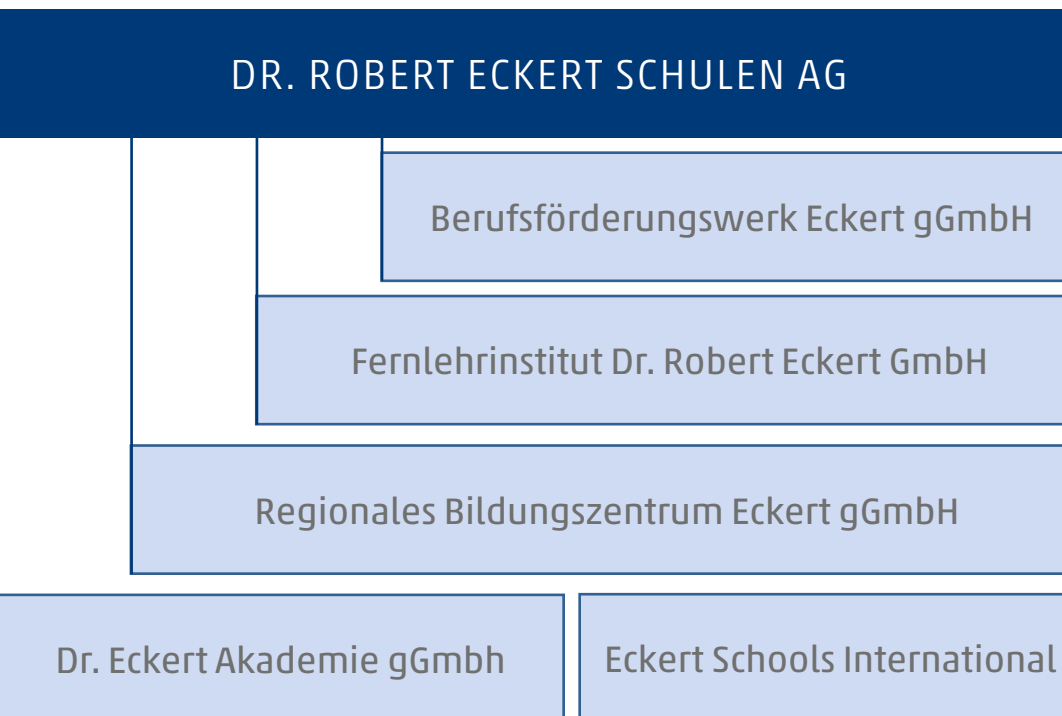 DR. ROBERT ECKERT SCHULEN AG
Berufsförderungswerk Eckert gGmbH
Fernlehrinstitut Dr. Robert Eckert GmbH
Regionales Bildungszentrum Eckert gGmbH
Dr. Eckert Akademie gGmbh
Eckert Schools International